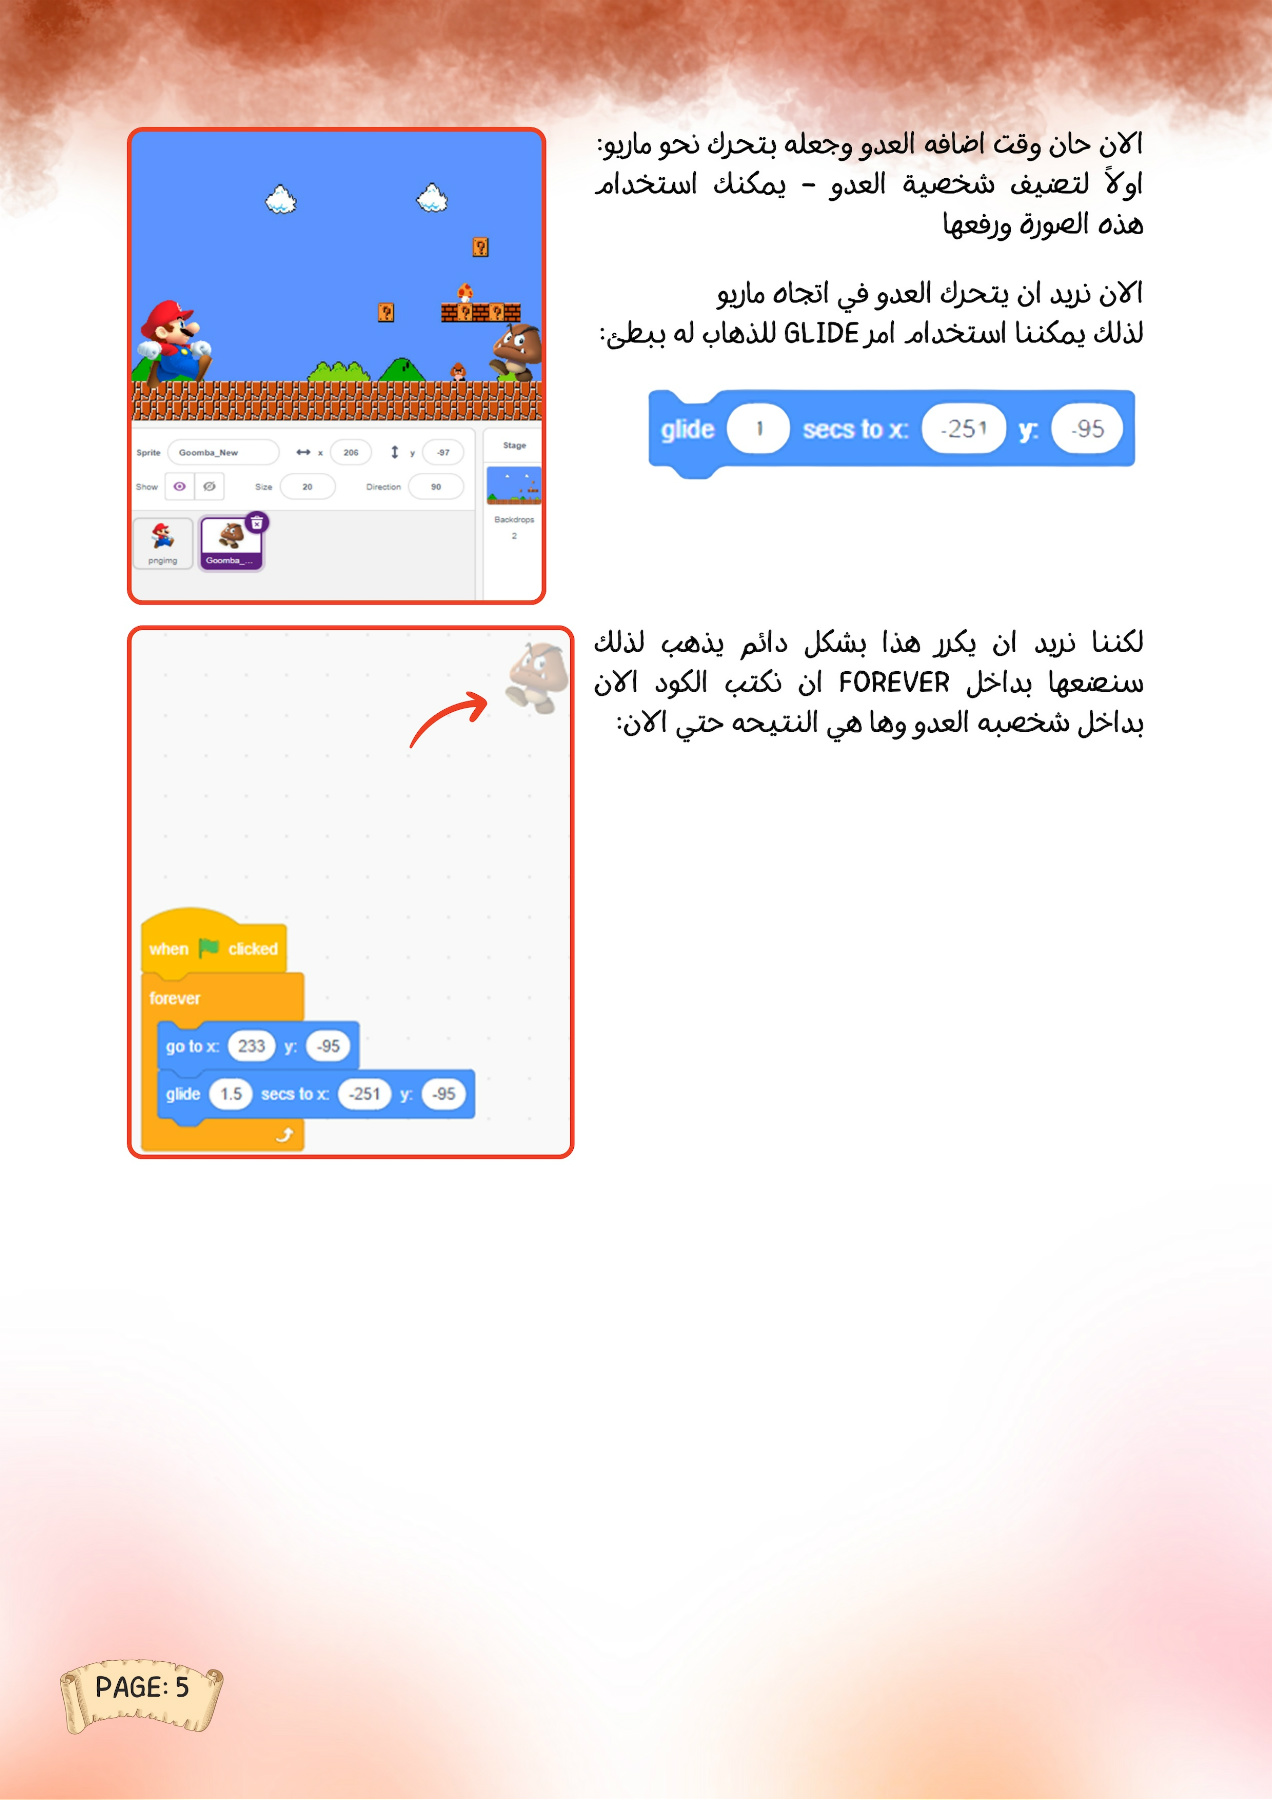 الان حان وقت اضافه العدو وجعله بتحرك نحو ماريو:
اولاً لتضيف شخصية العدو - يمكنك استخدام
هذه الصورة ورفعها
الان نريد ان يتحرك العدو في اتجاه ماريو
لذلك يمكننا استخدام امر GLIDE للذهاب له ببطئ:
glide 1 secs to x: -251 y: -95
Sprite Goomba_New x 206 y -97
Show Size 20 Direction 90
Stage
Backdrops
2
pngimg
Goomba_...
لكننا نريد ان يكرر هذا بشكل دائم يذهب لذلك
سنضعها بداخل FOREVER ان نكتب الكود الان
بداخل شخصبه العدو وها هي النتيحه حتي الان:
when clicked
forever
go to x: 233 y: -95
glide 1.5 secs to x: -251 y: -95
PAGE: 5